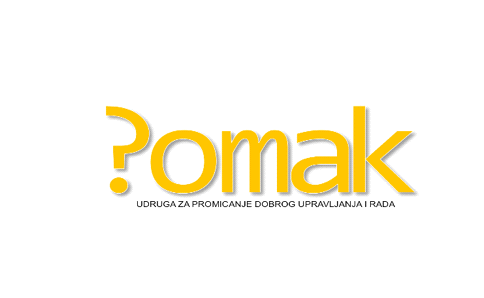 ?omak
UDRUGA ZA PROMICANJE DOBROG UPRAVLJANJA I RADA